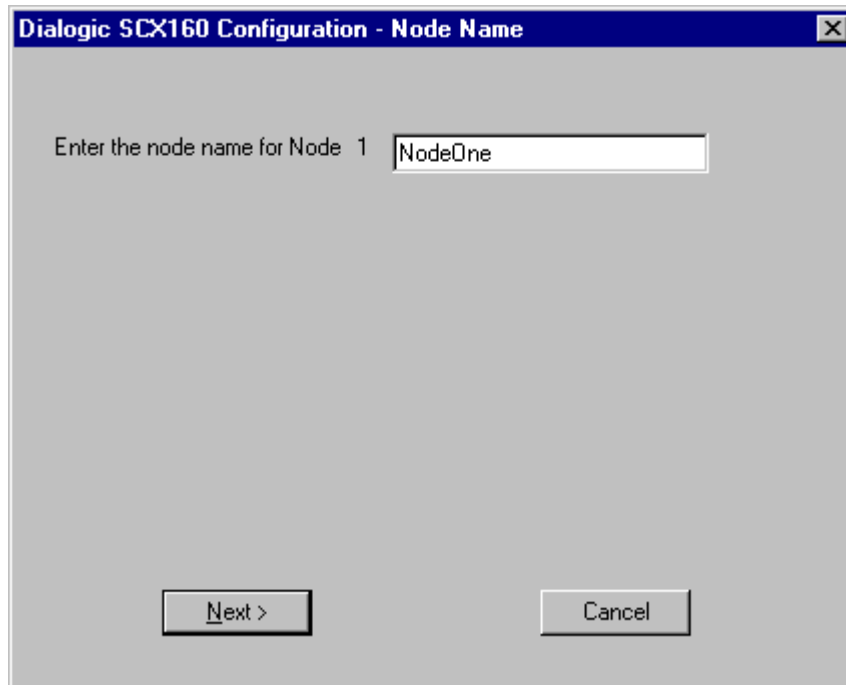 Dialogic SCX160 Configuration - Node Name
Enter the node name for Node 1 NodeOne
Next > Cancel